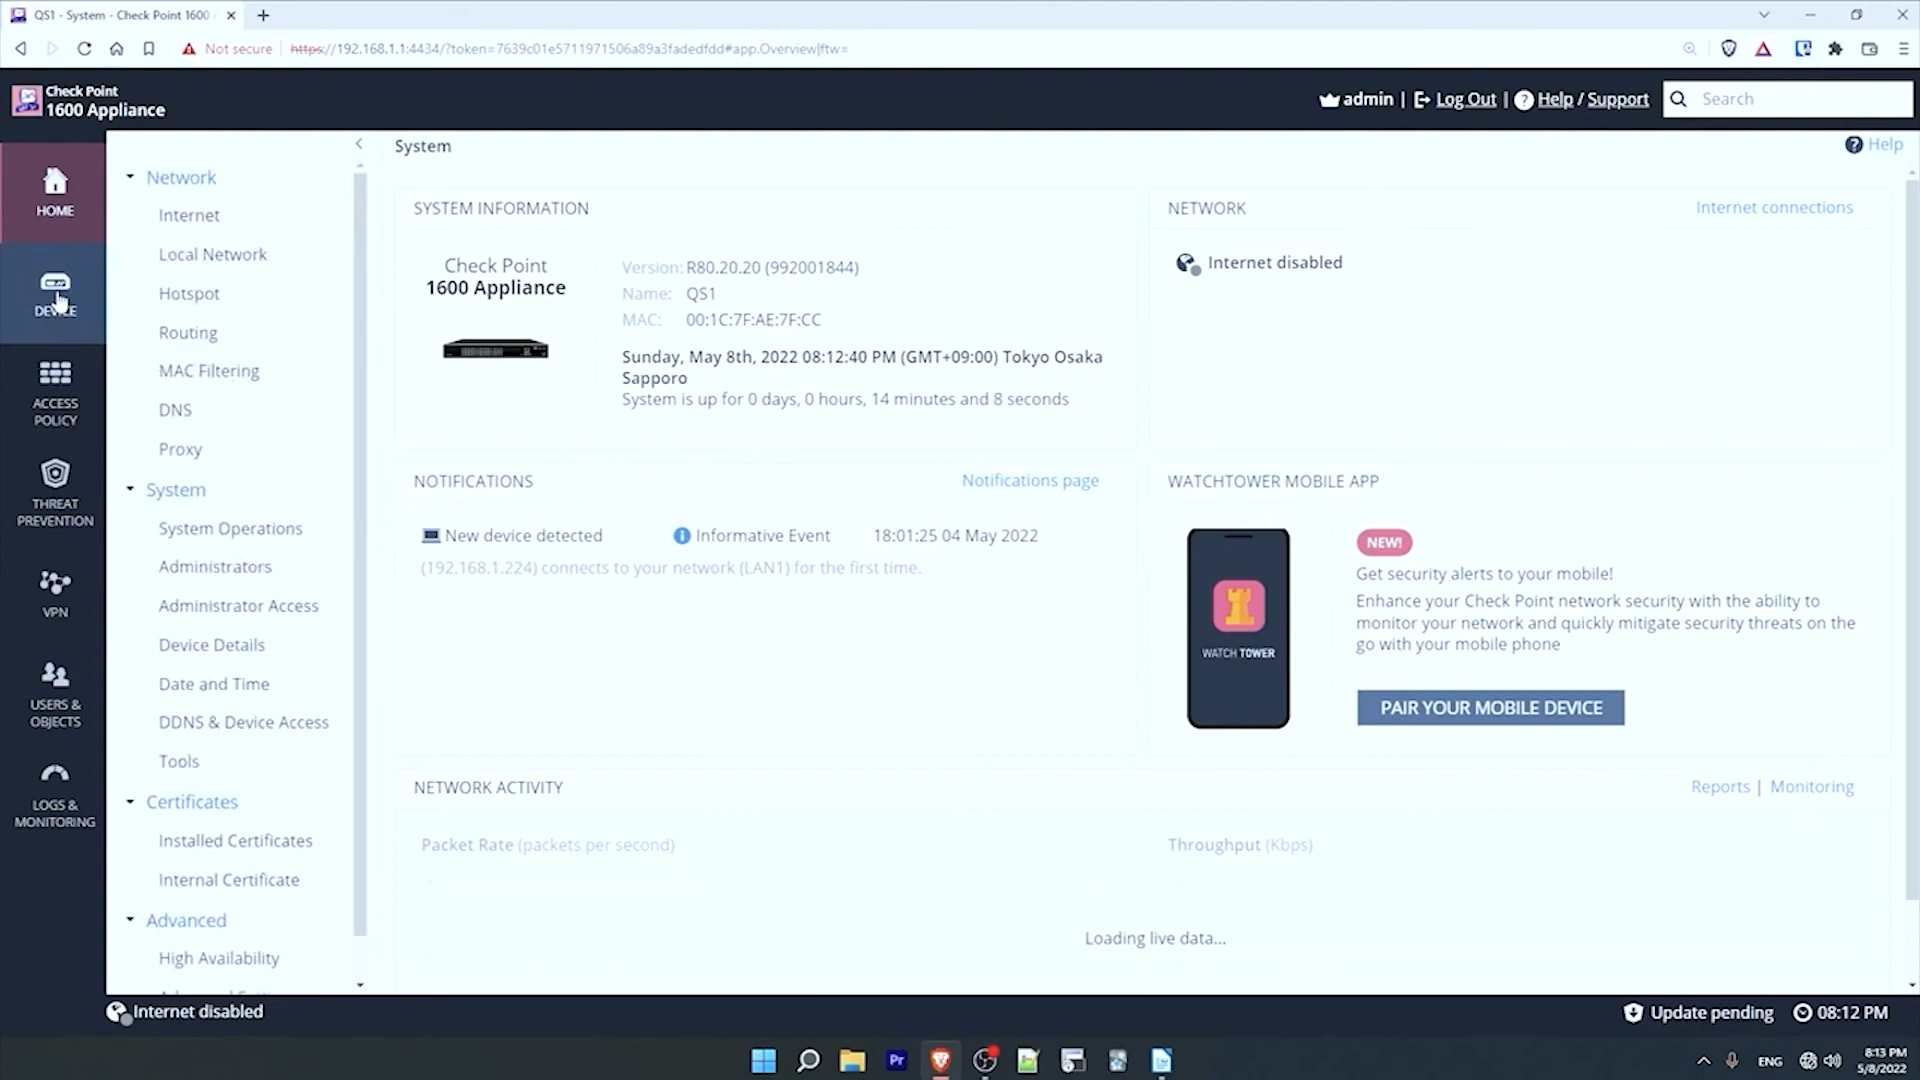 QS1 - System - Check Point 1600
Not secure
https://192.168.1.1:4434/?token=7639c01e5711971506a89a3fadedfdd#app.Overview|ftw=
Check Point
1600 Appliance
admin | Log Out | ? Help / Support
Search
HOME
DEVICE
ACCESS
POLICY
THREAT
PREVENTION
VPN
USERS &
OBJECTS
LOGS &
MONITORING
Network
Internet
Local Network
Hotspot
Routing
MAC Filtering
DNS
Proxy
System
System Operations
Administrators
Administrator Access
Device Details
Date and Time
DDNS & Device Access
Tools
Certificates
Installed Certificates
Internal Certificate
Advanced
High Availability
System
? Help
SYSTEM INFORMATION
Check Point
1600 Appliance
Version: R80.20.20 (992001844)
Name: QS1
MAC: 00:1C:7F:AE:7F:CC
Sunday, May 8th, 2022 08:12:40 PM (GMT+09:00) Tokyo Osaka
Sapporo
System is up for 0 days, 0 hours, 14 minutes and 8 seconds
NETWORK
Internet connections
Internet disabled
NOTIFICATIONS
Notifications page
New device detected
Informative Event
18:01:25 04 May 2022
(192.168.1.224) connects to your network (LAN1) for the first time.
WATCHTOWER MOBILE APP
WATCH TOWER
NEW!
Get security alerts to your mobile!
Enhance your Check Point network security with the ability to
monitor your network and quickly mitigate security threats on the
go with your mobile phone
PAIR YOUR MOBILE DEVICE
NETWORK ACTIVITY
Reports | Monitoring
Packet Rate (packets per second)
Throughput (Kbps)
Loading live data...
Internet disabled
Update pending
08:12 PM
Pr
ENG
8:13 PM
5/8/2022